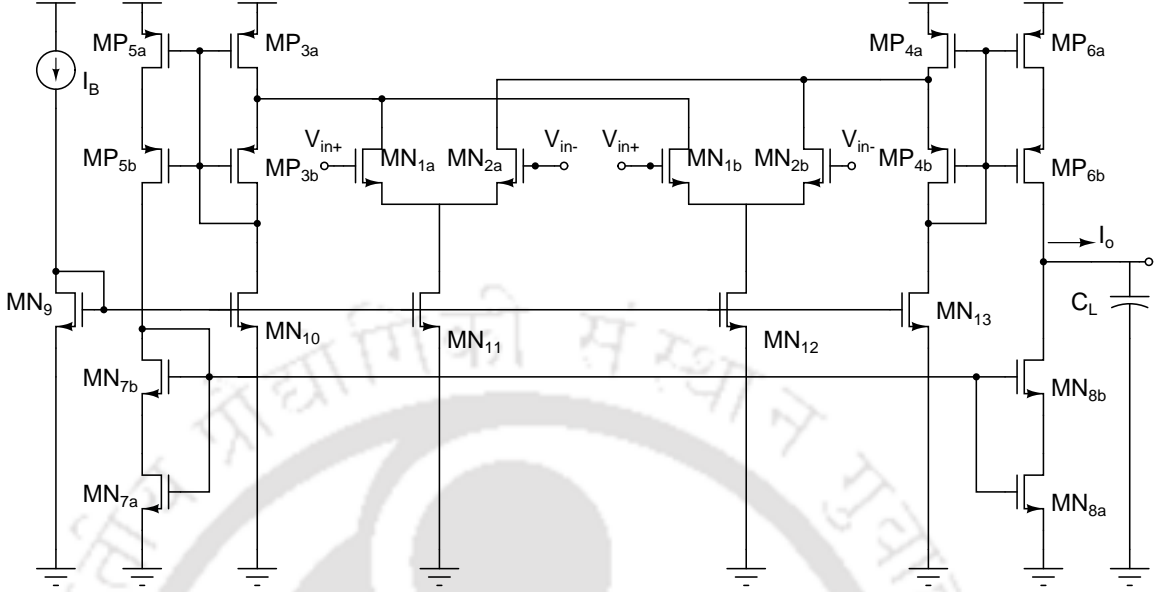 MP5a MP3a MP4a MP6a
IB
Vin+ MN1a MN2a Vin- Vin+ MN1b MN2b Vin-
MP5b MP3b MP4b MP6b
Io
MN9 MN10 MN11 MN12 MN13 CL
MN7b MN8b
MN7a MN8a